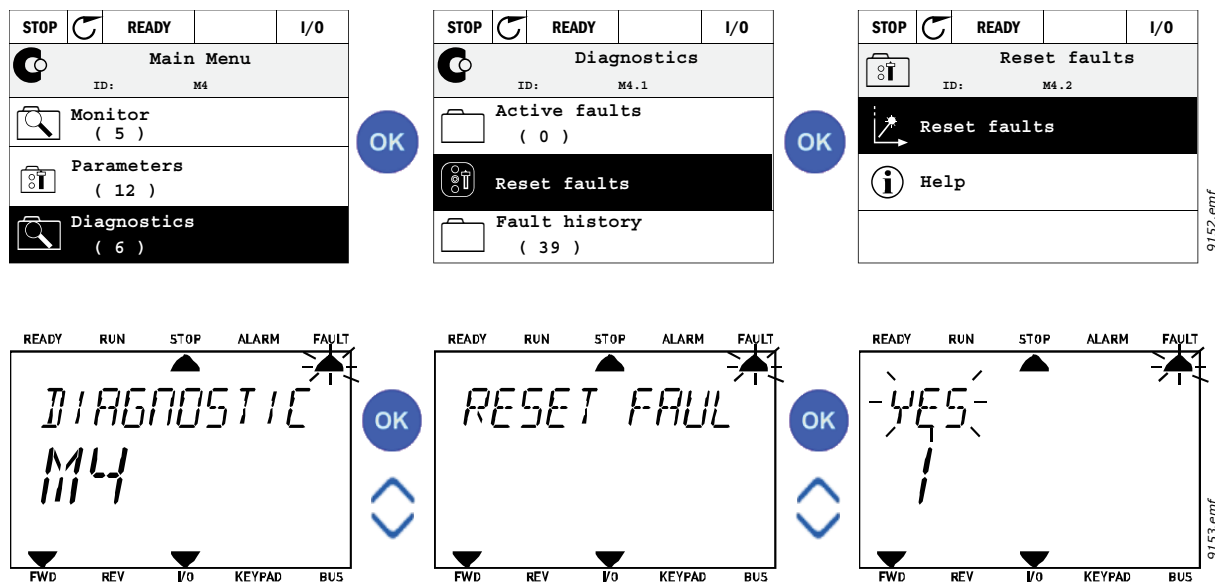 STOP READY I/O
Main Menu
ID: M4
Monitor
( 5 )
Parameters
( 12 )
Diagnostics
( 6 )
OK
STOP READY I/O
Diagnostics
ID: M4.1
Active faults
( 0 )
Reset faults
Fault history
( 39 )
OK
STOP READY I/O
Reset faults
ID: M4.2
Reset faults
Help
9152.emf
READY RUN STOP ALARM FAULT
DIAGNOSTIC
M4
FWD REV I/O KEYPAD BUS
OK
READY RUN STOP ALARM FAULT
RESET FAUL
FWD REV I/O KEYPAD BUS
OK
READY RUN STOP ALARM FAULT
YES
1
FWD REV I/O KEYPAD BUS
9153.emf